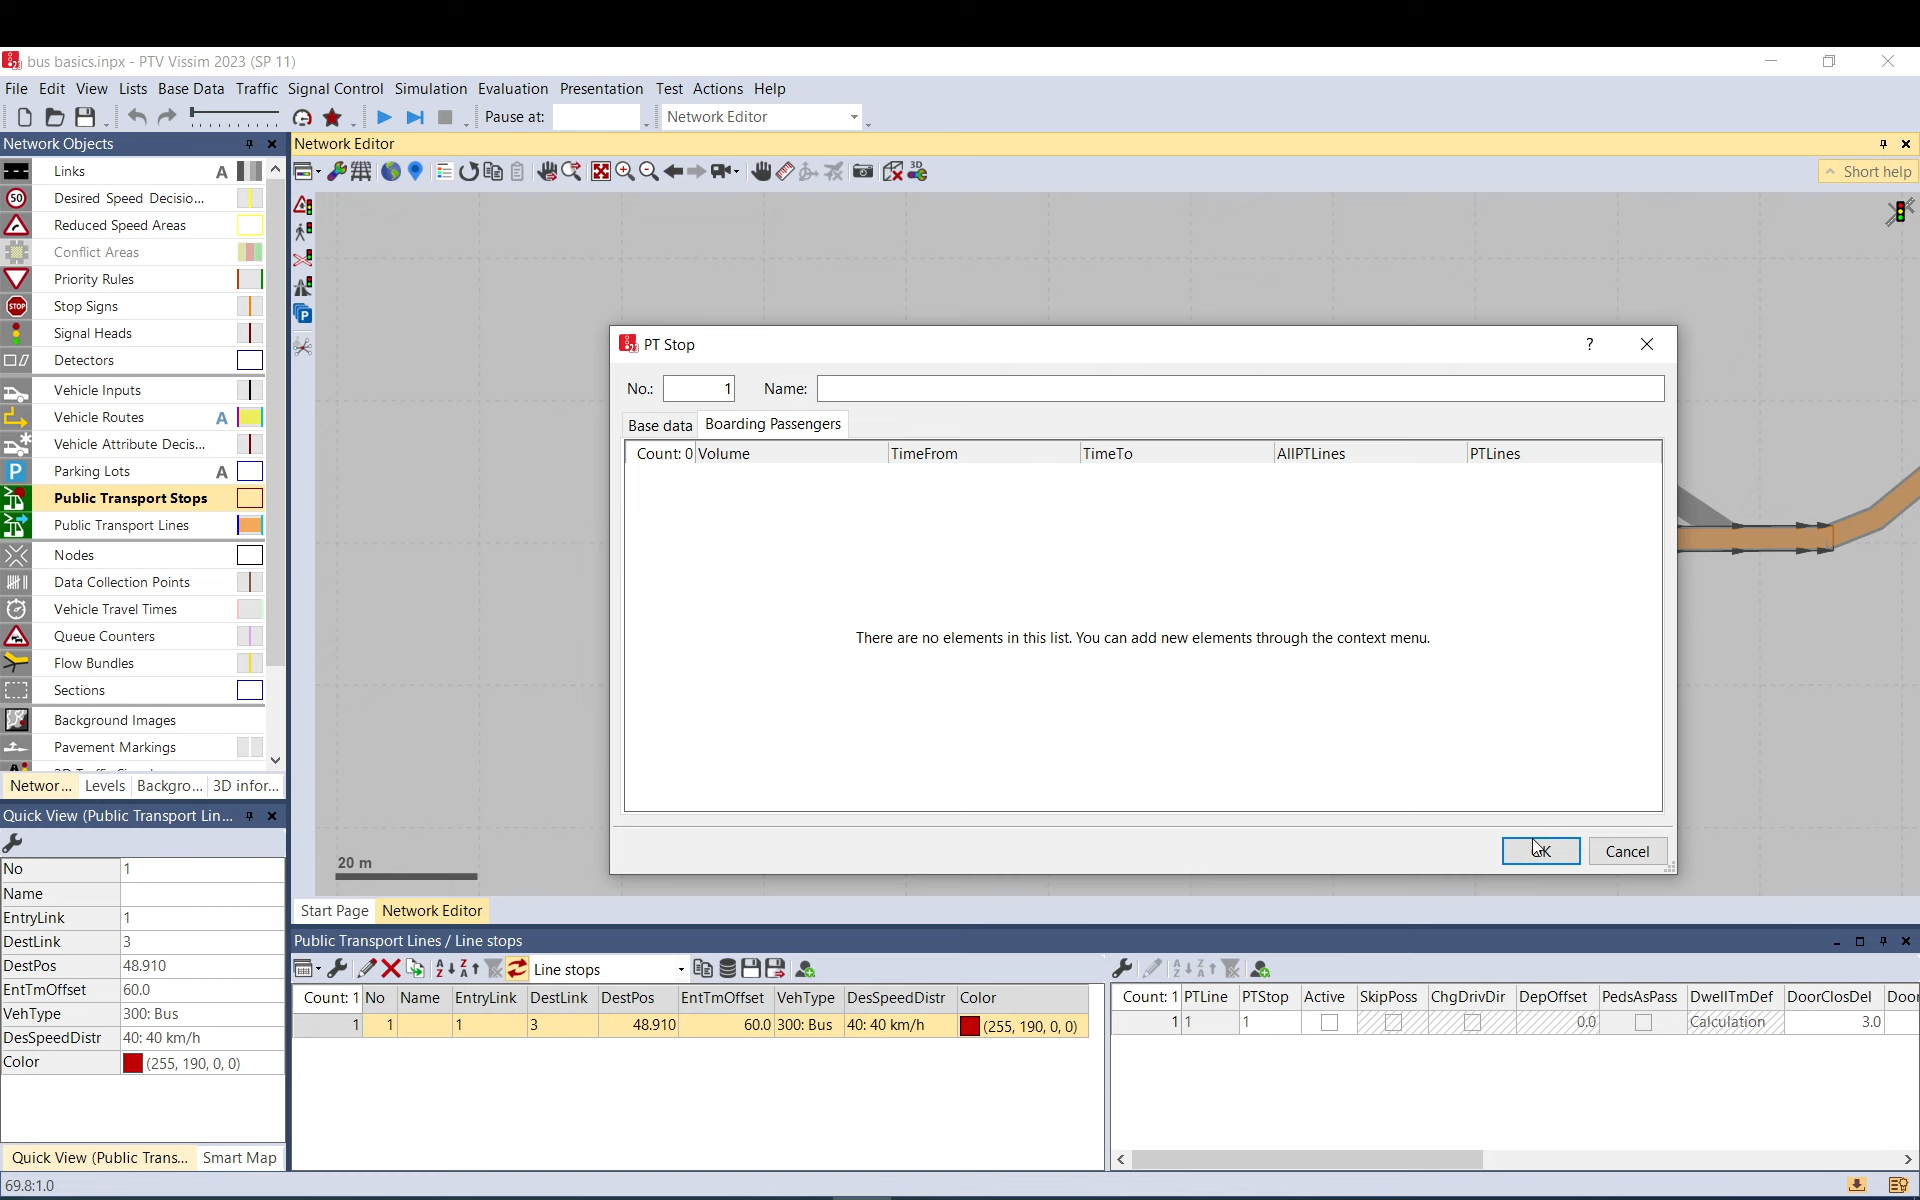 bus basics.inpx - PTV Vissim 2023 (SP 11)
File Edit View Lists Base Data Traffic Signal Control Simulation Evaluation Presentation Test Actions Help
Pause at:
Network Editor
Network Objects
Network Editor
Short help
Links A
50 Desired Speed Decisio...
Reduced Speed Areas
Conflict Areas
Priority Rules
STOP Stop Signs
Signal Heads
Detectors
Vehicle Inputs
Vehicle Routes A
Vehicle Attribute Decis...
P Parking Lots A
Public Transport Stops
Public Transport Lines
Nodes
Data Collection Points
Vehicle Travel Times
Queue Counters
Flow Bundles
Sections
Background Images
Pavement Markings
Networ... Levels Backgro... 3D infor...
PT Stop
No.: 1 Name:
Base data Boarding Passengers
Count: 0 Volume TimeFrom TimeTo AllPTLines PTLines
There are no elements in this list. You can add new elements through the context menu.
OK Cancel
20 m
Start Page Network Editor
Quick View (Public Transport Lin...
No 1
Name
EntryLink 1
DestLink 3
DestPos 48.910
EntTmOffset 60.0
VehType 300: Bus
DesSpeedDistr 40: 40 km/h
Color (255, 190, 0, 0)
Quick View (Public Trans... Smart Map
Public Transport Lines / Line stops
Line stops
Count: 1 No Name EntryLink DestLink DestPos EntTmOffset VehType DesSpeedDistr Color
1 1 1 3 48.910 60.0 300: Bus 40: 40 km/h (255, 190, 0, 0)
Count: 1 PTLine PTStop Active SkipPoss ChgDrivDir DepOffset PedsAsPass DwellTmDef DoorClosDel Door
1 1 1 0.0 Calculation 3.0
69.8:1.0